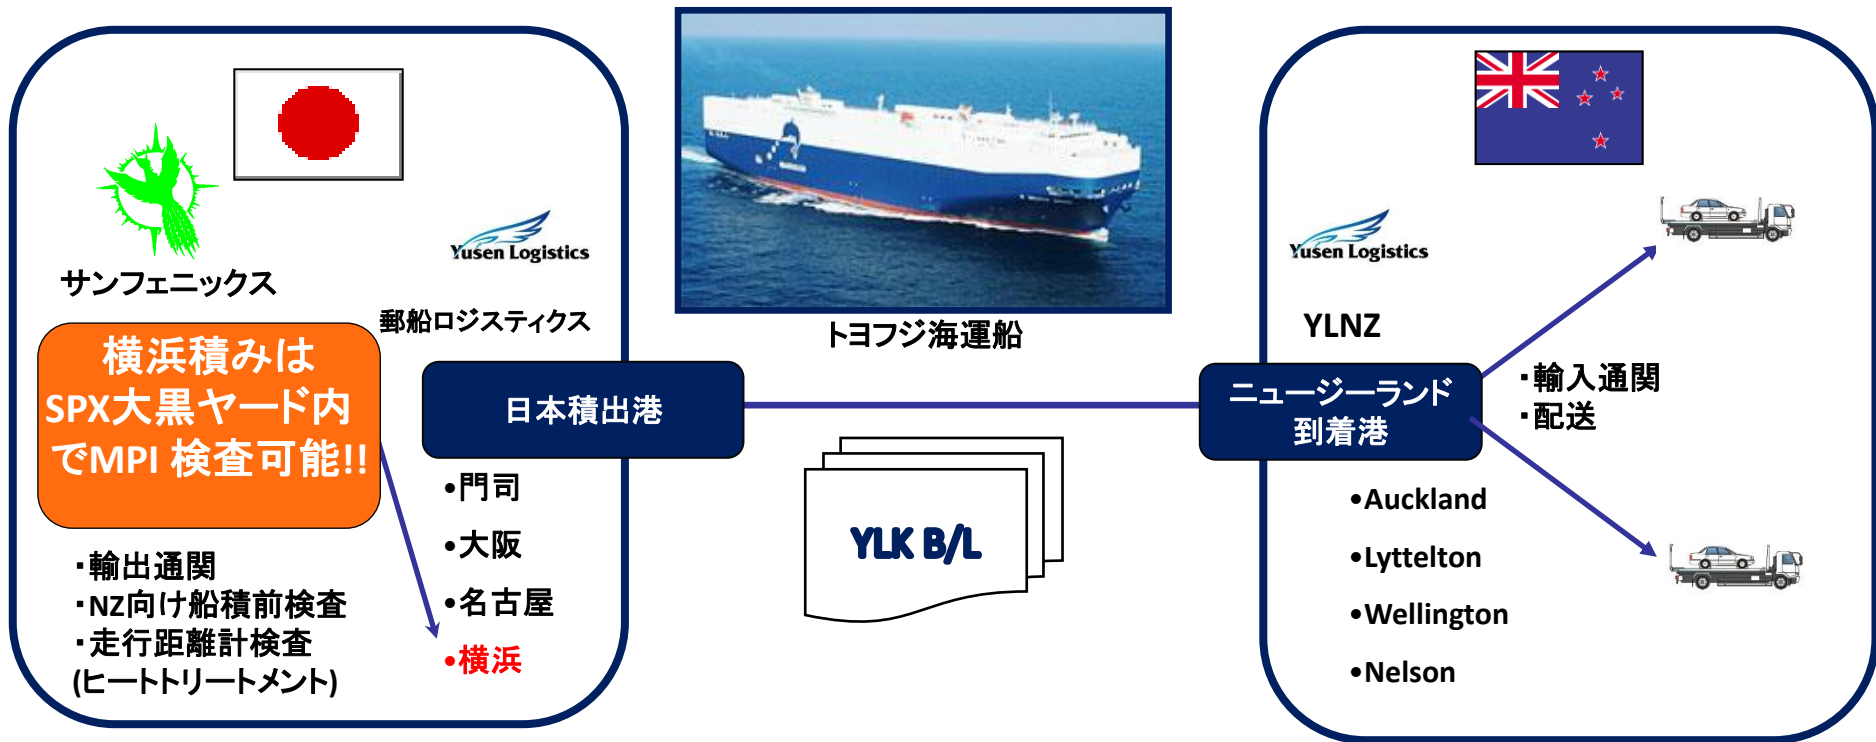 サンフェニックス
Yusen Logistics
郵船ロジスティクス
横浜積みは
SPX大黒ヤード内
でMPI 検査可能!!
日本積出港
・輸出通関
・NZ向け船積前検査
・走行距離計検査
(ヒートトリートメント)
•門司
•大阪
•名古屋
•横浜
トヨフジ海運船
YLK B/L
Yusen Logistics
YLNZ
ニュージーランド
到着港
・輸入通関
・配送
•Auckland
•Lyttelton
•Wellington
•Nelson